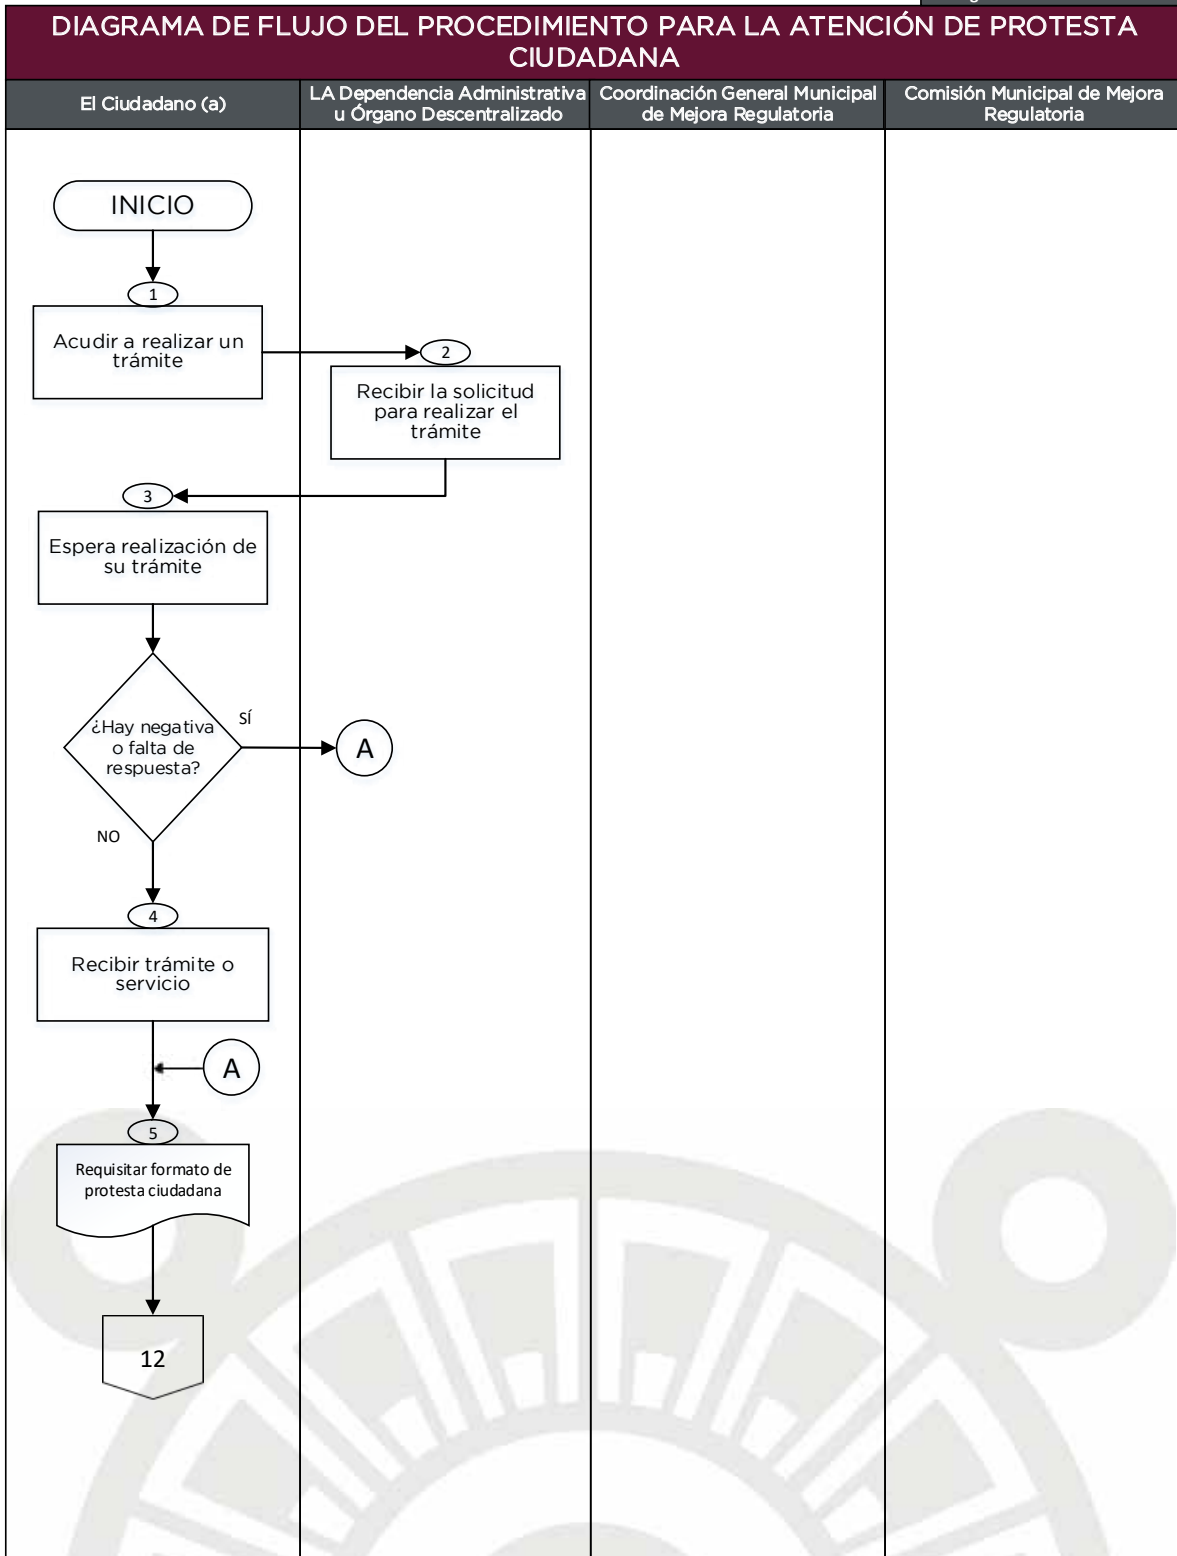 DIAGRAMA DE FLUJO DEL PROCEDIMIENTO PARA LA ATENCIÓN DE PROTESTA
CIUDADANA
El Ciudadano (a)
LA Dependencia Administrativa
u Órgano Descentralizado
Coordinación General Municipal
de Mejora Regulatoria
Comisión Municipal de Mejora
Regulatoria
INICIO
1
Acudir a realizar un
trámite
2
Recibir la solicitud
para realizar el
trámite
3
Espera realización de
su trámite
¿Hay negativa
o falta de
respuesta?
SÍ
A
NO
4
Recibir trámite o
servicio
A
5
Requisitar formato de
protesta ciudadana
12